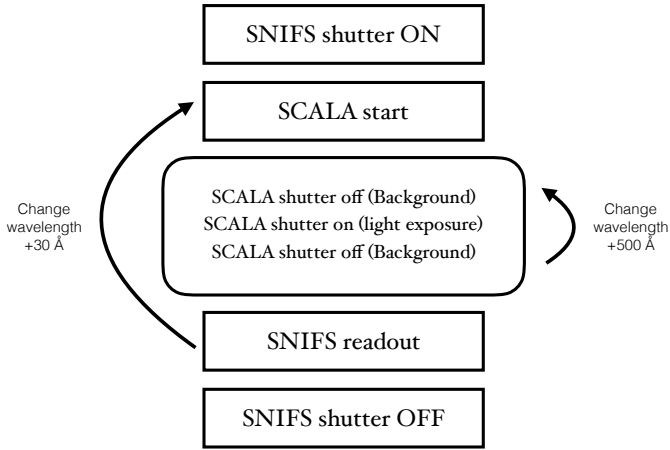 SNIFS shutter ON
SCALA start
SCALA shutter off (Background)
SCALA shutter on (light exposure)
SCALA shutter off (Background)
Change
wavelength
+30 Å
Change
wavelength
+500 Å
SNIFS readout
SNIFS shutter OFF